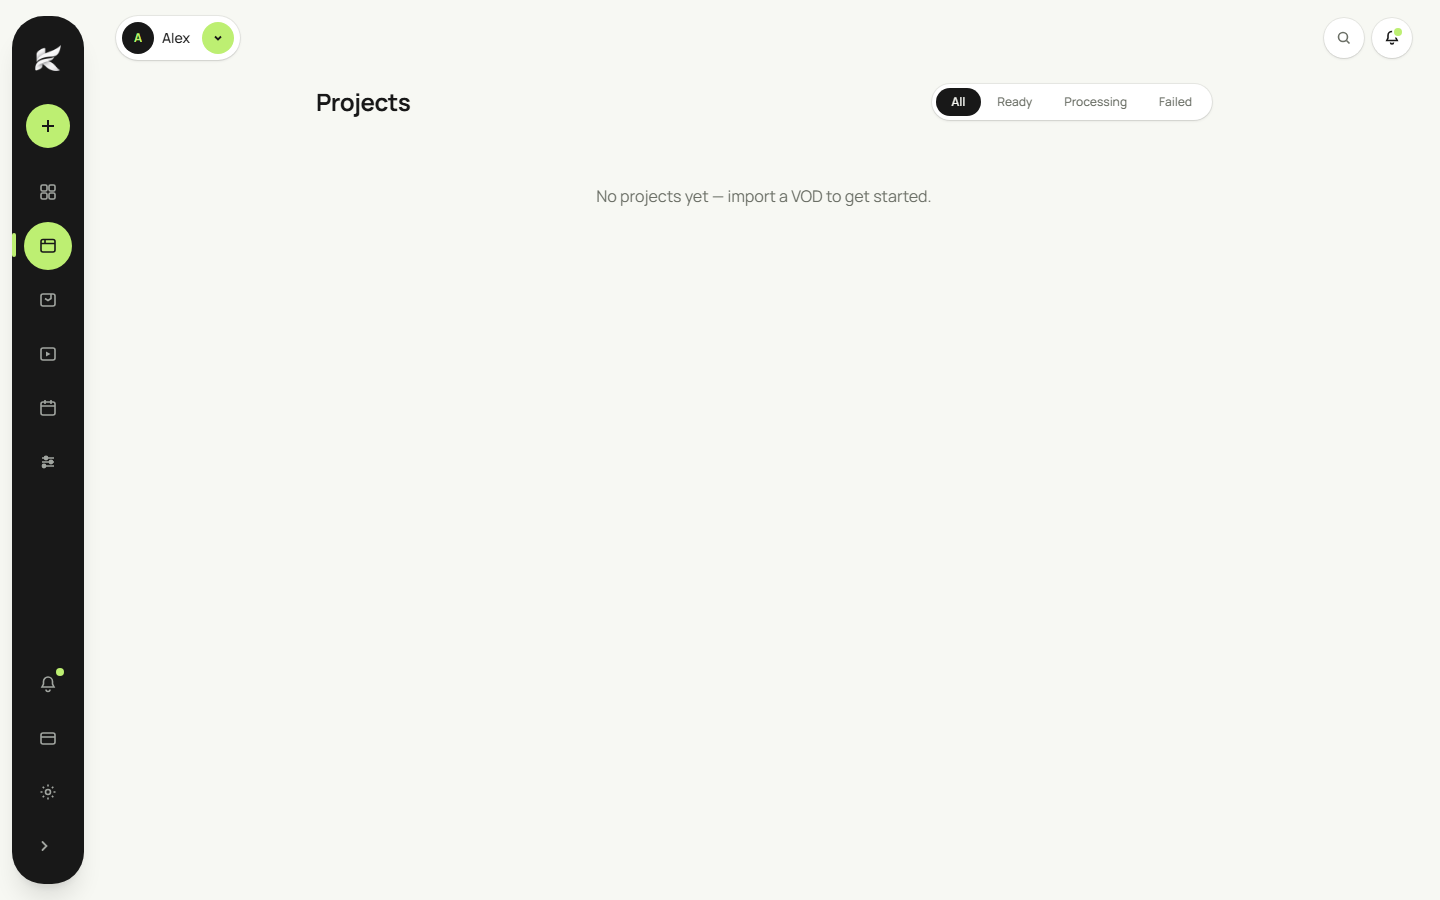 A Alex
Projects
All Ready Processing Failed
No projects yet — import a VOD to get started.